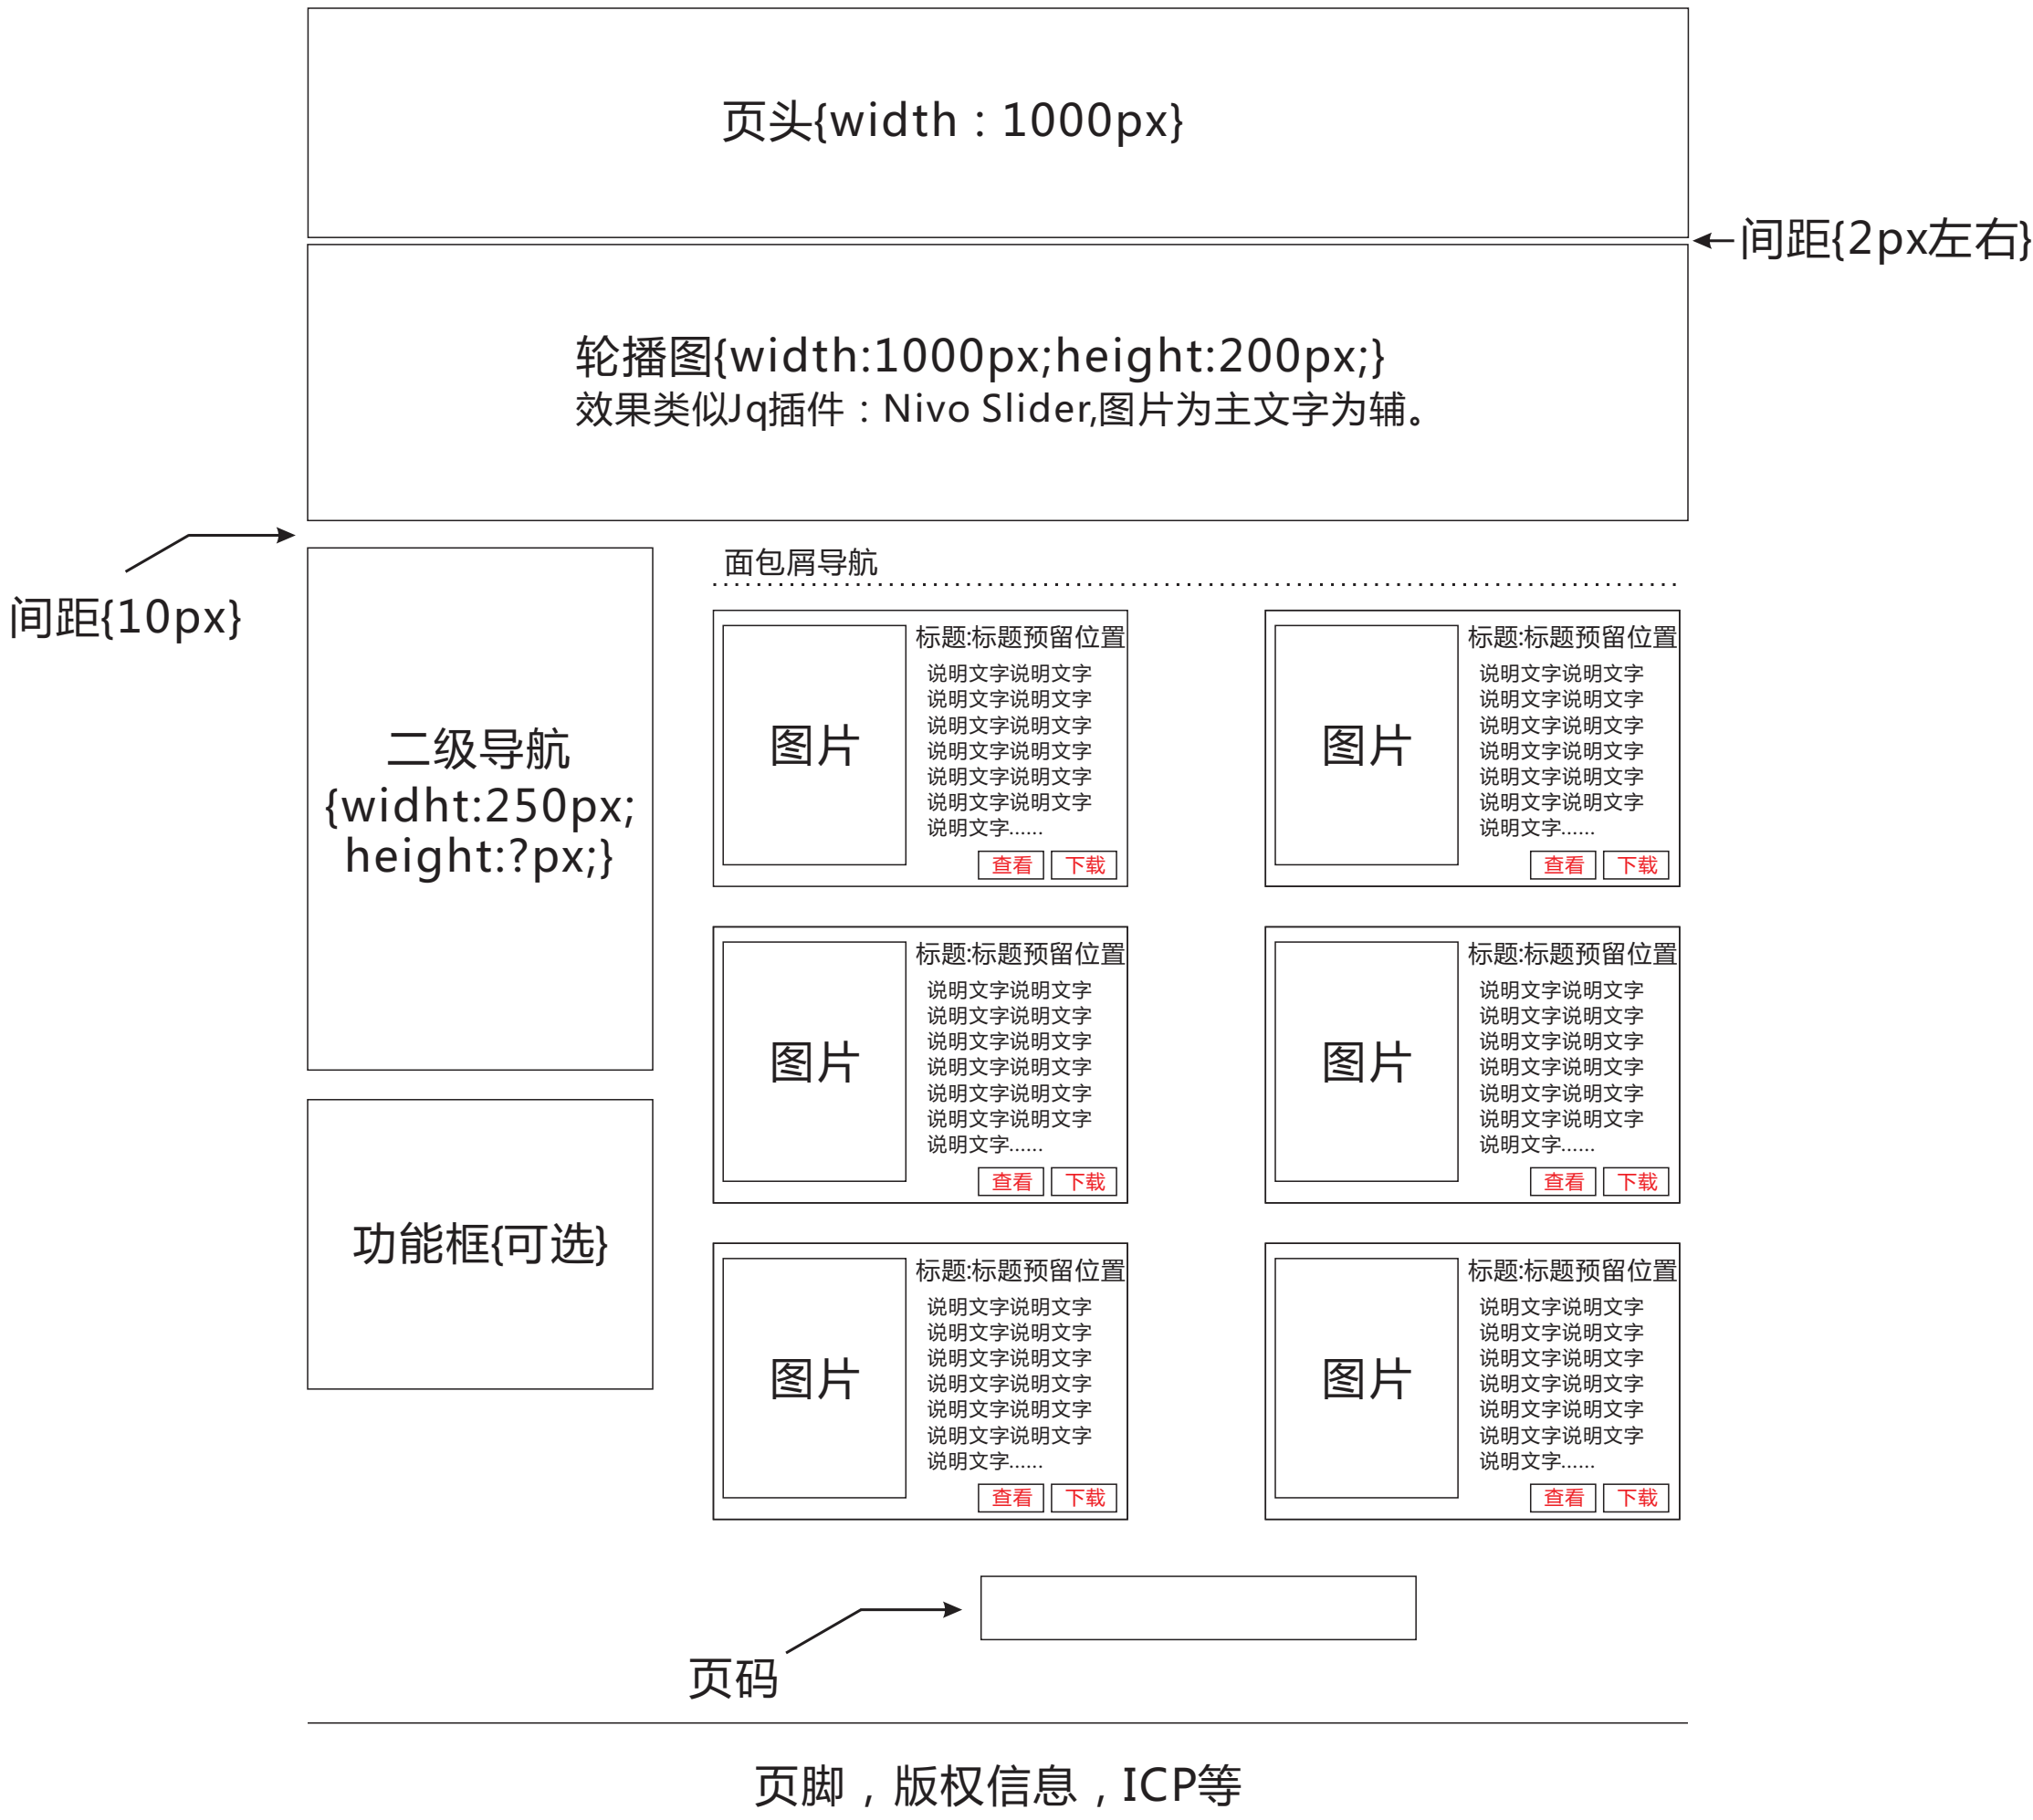 页头{width：1000px}
间距{2px左右}
轮播图{width:1000px;height:200px;}
效果类似Jq插件：Nivo Slider,图片为主文字为辅。
间距{10px}
二级导航
{widht:250px;
height:?px;}
功能框{可选}
面包屑导航
图片
标题:标题预留位置
说明文字说明文字
说明文字说明文字
说明文字说明文字
说明文字说明文字
说明文字说明文字
说明文字说明文字
说明文字......
查看 下载
图片
标题:标题预留位置
说明文字说明文字
说明文字说明文字
说明文字说明文字
说明文字说明文字
说明文字说明文字
说明文字说明文字
说明文字......
查看 下载
图片
标题:标题预留位置
说明文字说明文字
说明文字说明文字
说明文字说明文字
说明文字说明文字
说明文字说明文字
说明文字说明文字
说明文字......
查看 下载
图片
标题:标题预留位置
说明文字说明文字
说明文字说明文字
说明文字说明文字
说明文字说明文字
说明文字说明文字
说明文字说明文字
说明文字......
查看 下载
图片
标题:标题预留位置
说明文字说明文字
说明文字说明文字
说明文字说明文字
说明文字说明文字
说明文字说明文字
说明文字说明文字
说明文字......
查看 下载
图片
标题:标题预留位置
说明文字说明文字
说明文字说明文字
说明文字说明文字
说明文字说明文字
说明文字说明文字
说明文字说明文字
说明文字......
查看 下载
页码
页脚，版权信息，ICP等